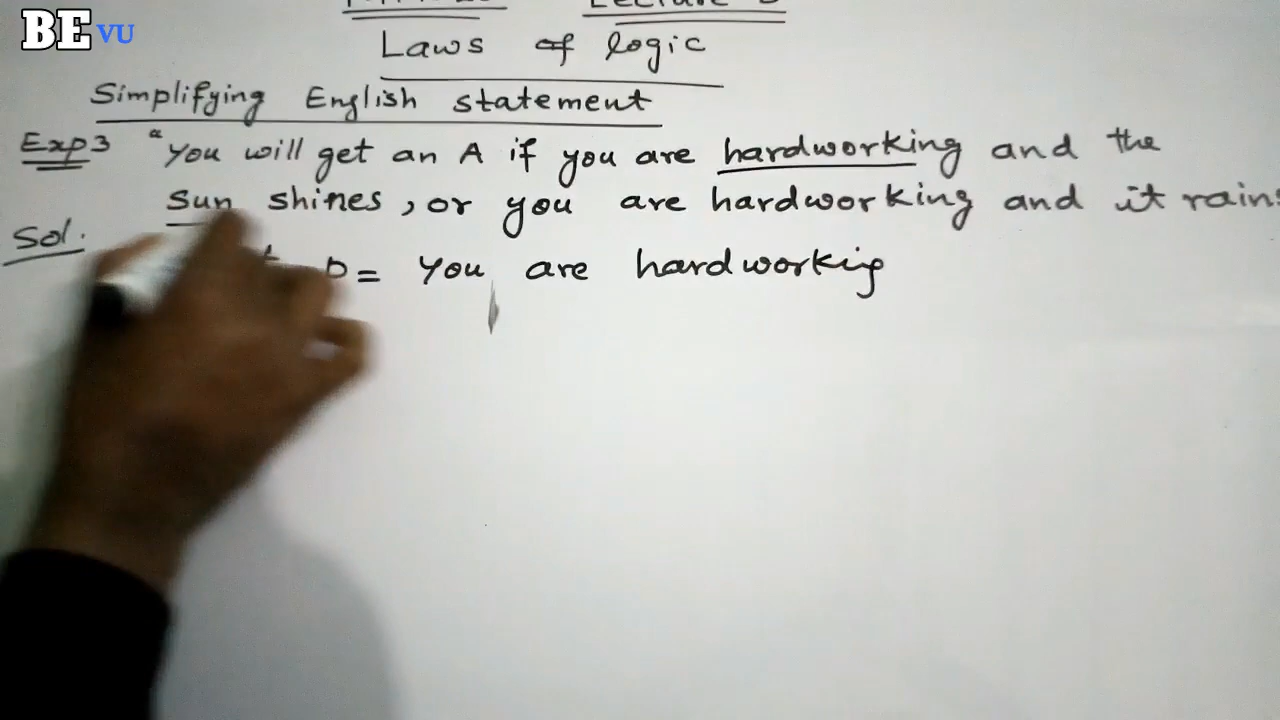 BE VU
Laws of logic
Simplifying English statement
Exp3 "You will get an A if you are hardworking and the
sun shines, or you are hardworking and it rains
Sol.
p = You are hardworkig